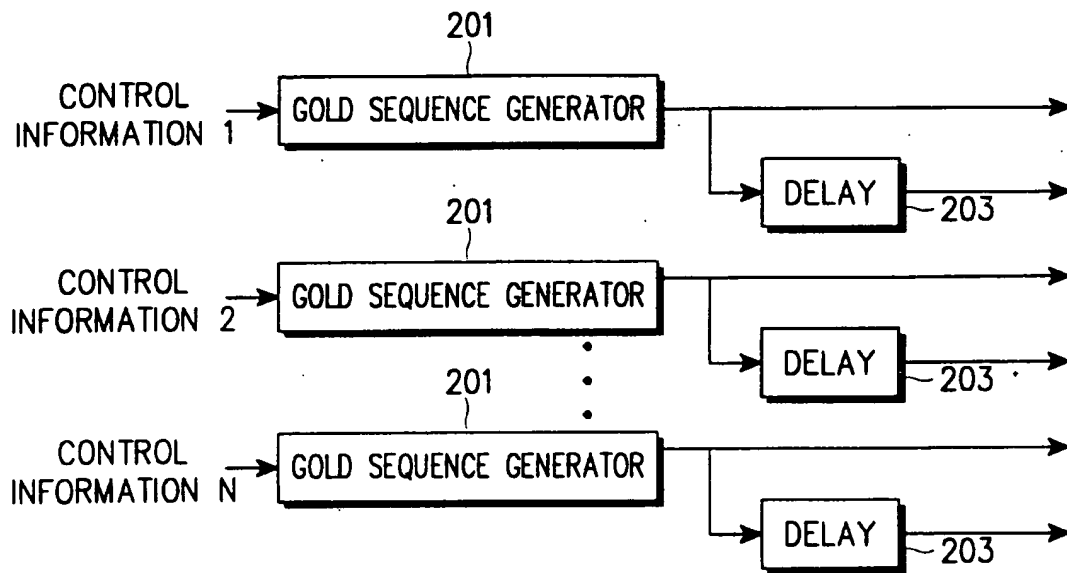 201
CONTROL
INFORMATION 1
GOLD SEQUENCE GENERATOR
DELAY
203
201
CONTROL
INFORMATION 2
GOLD SEQUENCE GENERATOR
DELAY
203
201
CONTROL
INFORMATION N
GOLD SEQUENCE GENERATOR
DELAY
203